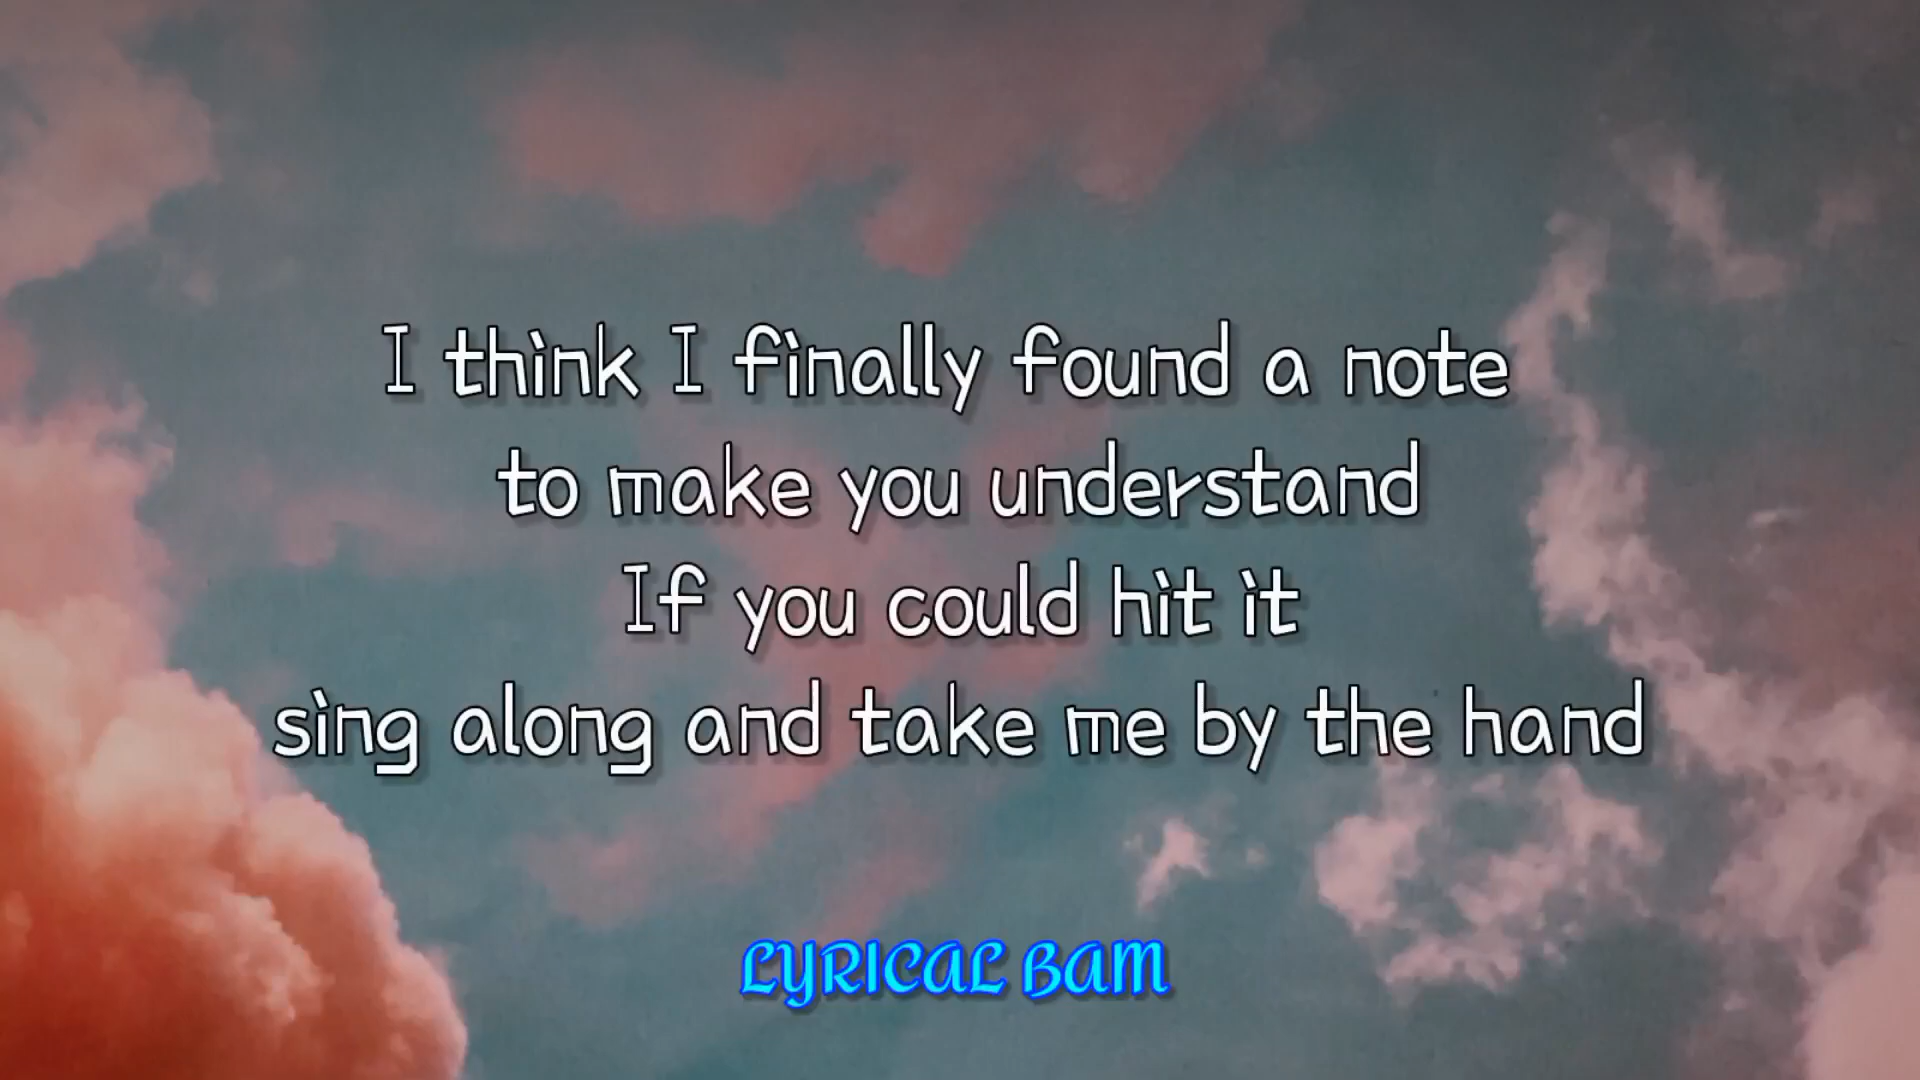 I think I finally found a note
to make you understand
If you could hit it
sing along and take me by the hand
LYRICAL BAM